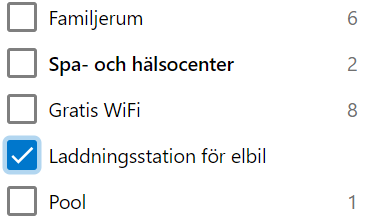 Familjerum 6
Spa- och hälsocenter 2
Gratis WiFi 8
Laddningsstation för elbil
Pool 1